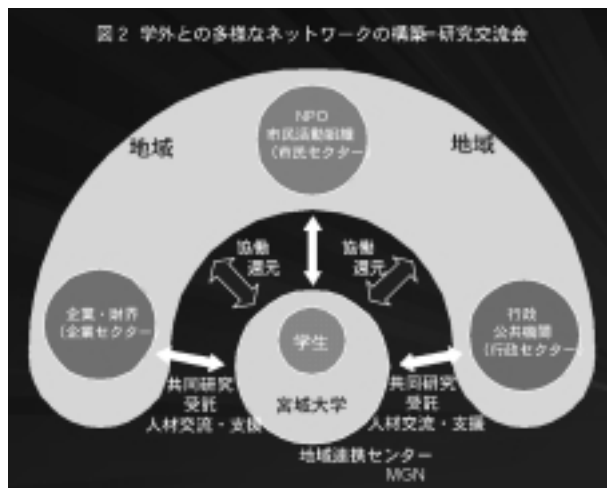 図2 学外との多様なネットワークの構築=研究交流会
NPO
市民活動組織
(市民セクター)
地域
地域
協働
還元
協働
還元
企業・財界
(企業セクター
学生
行政
公共機関
(行政セクター)
共同研究
受託
人材交流・支援
宮城大学
共同研究
受託
人材交流・支援
地域連携センター
MGN